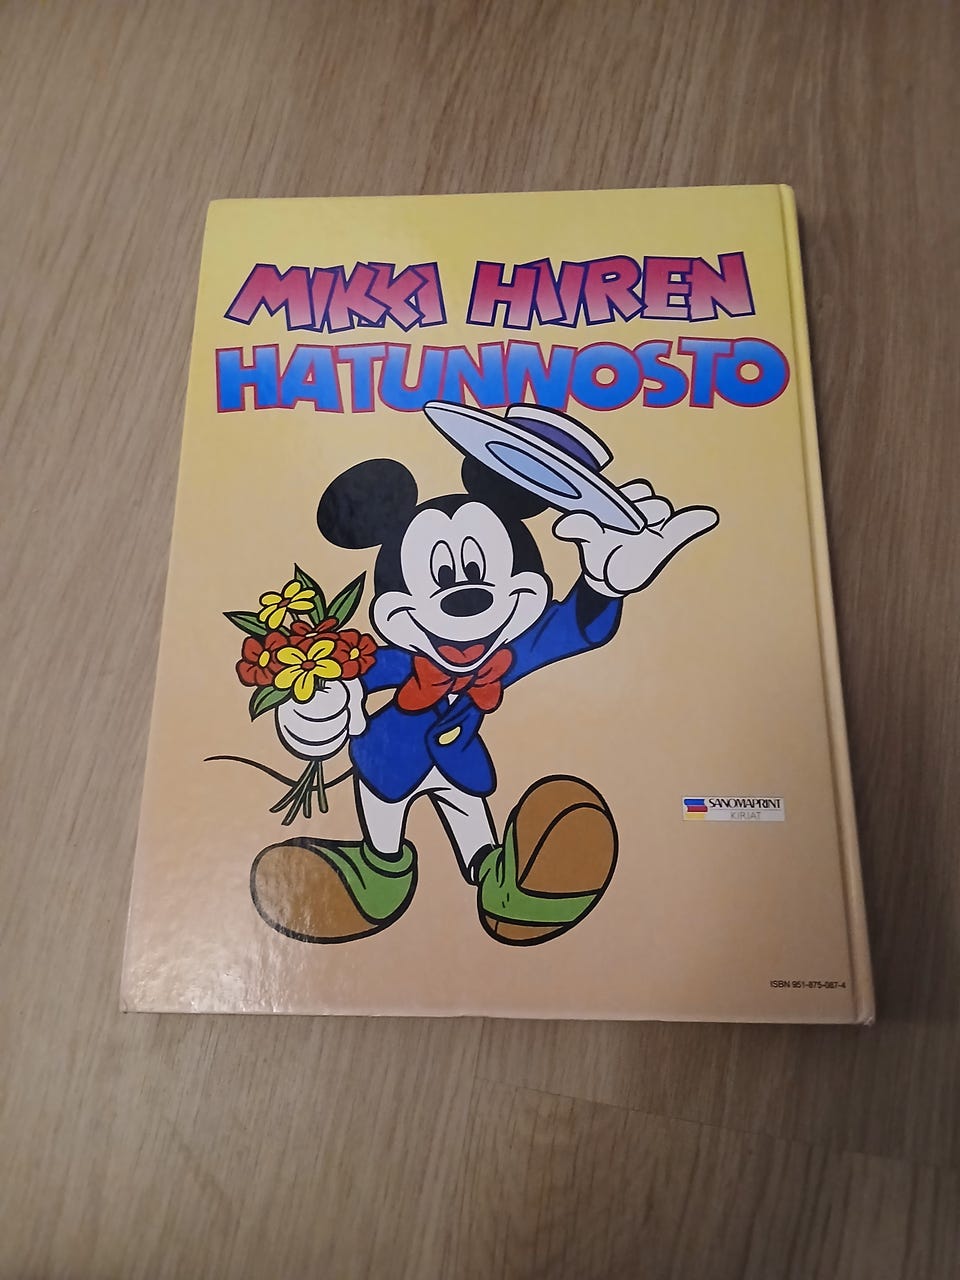 MIKKI HIIREN
HATUNNOSTO
SANOMAPRINT
KIRJAT
ISBN 951-875-087-4